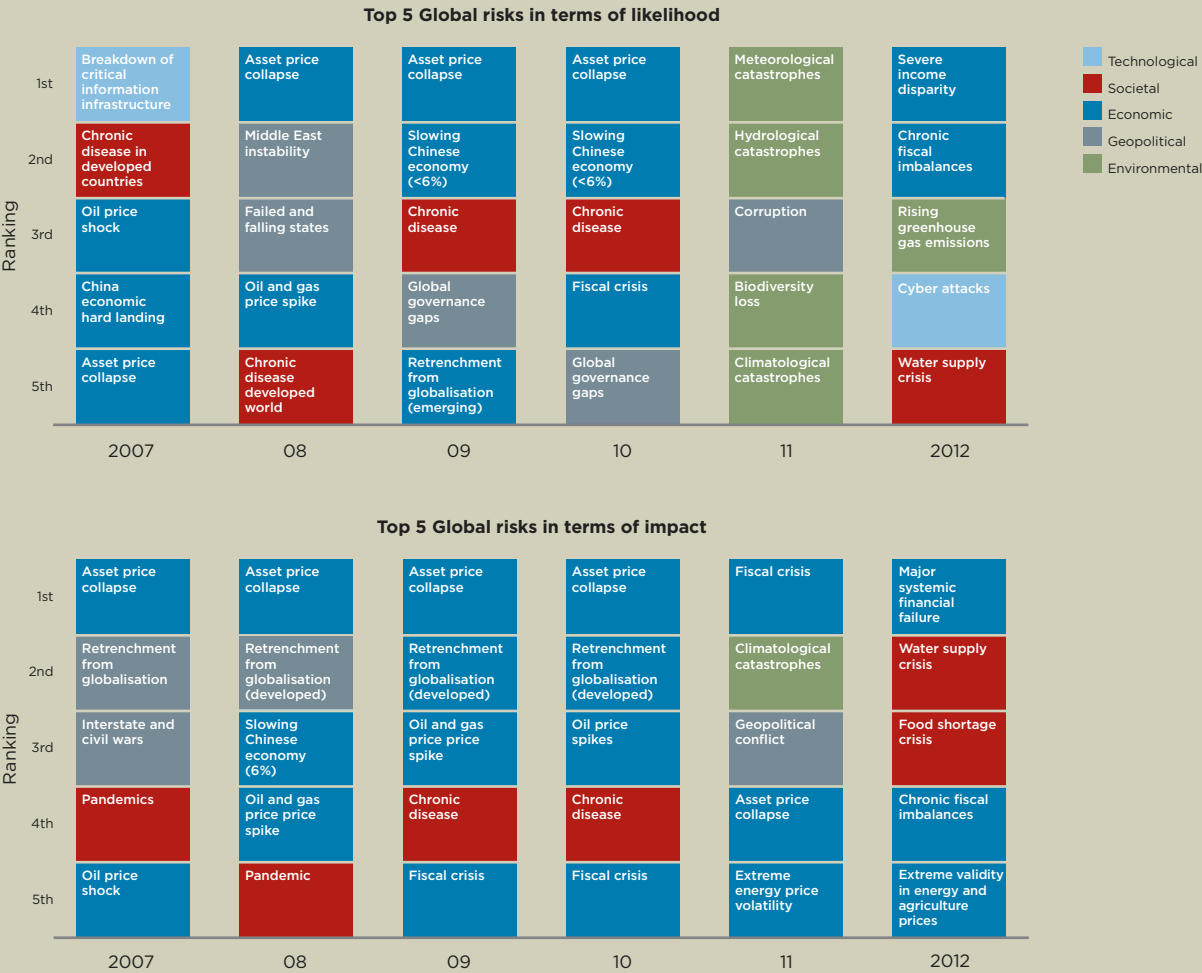 Top 5 Global risks in terms of likelihood
Ranking
1st
Breakdown of
critical
information
infrastructure
Asset price
collapse
Asset price
collapse
Asset price
collapse
Meteorological
catastrophes
Severe
income
disparity
2nd
Chronic
disease in
developed
countries
Middle East
instability
Slowing
Chinese
economy
(<6%)
Slowing
Chinese
economy
(<6%)
Hydrological
catastrophes
Chronic
fiscal
imbalances
3rd
Oil price
shock
Failed and
falling states
Chronic
disease
Chronic
disease
Corruption
Rising
greenhouse
gas emissions
4th
China
economic
hard landing
Oil and gas
price spike
Global
governance
gaps
Fiscal crisis
Biodiversity
loss
Cyber attacks
5th
Asset price
collapse
Chronic
disease
developed
world
Retrenchment
from
globalisation
(emerging)
Global
governance
gaps
Climatological
catastrophes
Water supply
crisis
2007
08
09
10
11
2012
Technological
Societal
Economic
Geopolitical
Environmental
Top 5 Global risks in terms of impact
Ranking
1st
Asset price
collapse
Asset price
collapse
Asset price
collapse
Asset price
collapse
Fiscal crisis
Major
systemic
financial
failure
2nd
Retrenchment
from
globalisation
Retrenchment
from
globalisation
(developed)
Retrenchment
from
globalisation
(developed)
Retrenchment
from
globalisation
(developed)
Climatological
catastrophes
Water supply
crisis
3rd
Interstate and
civil wars
Slowing
Chinese
economy
(6%)
Oil and gas
price price
spike
Oil price
spikes
Geopolitical
conflict
Food shortage
crisis
4th
Pandemics
Oil and gas
price price
spike
Chronic
disease
Chronic
disease
Asset price
collapse
Chronic fiscal
imbalances
5th
Oil price
shock
Pandemic
Fiscal crisis
Fiscal crisis
Extreme
energy price
volatility
Extreme validity
in energy and
agriculture
prices
2007
08
09
10
11
2012